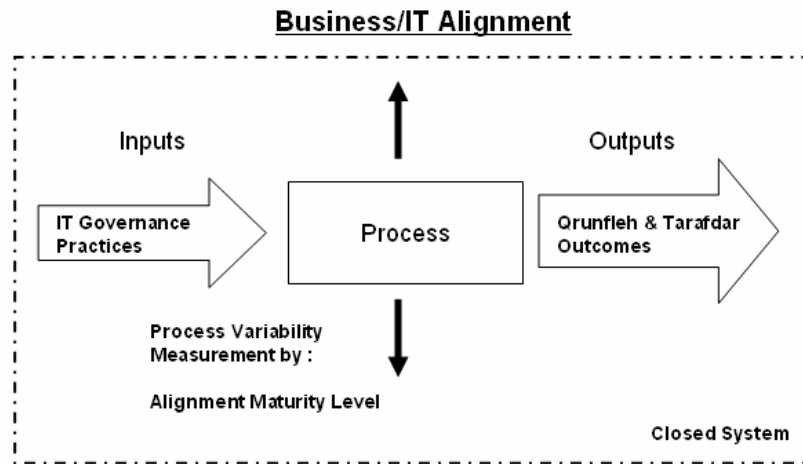 Business/IT Alignment
Inputs
Outputs
IT Governance
Practices
Process
Qrunfleh & Tarafdar
Outcomes
Process Variability
Measurement by :
Alignment Maturity Level
Closed System